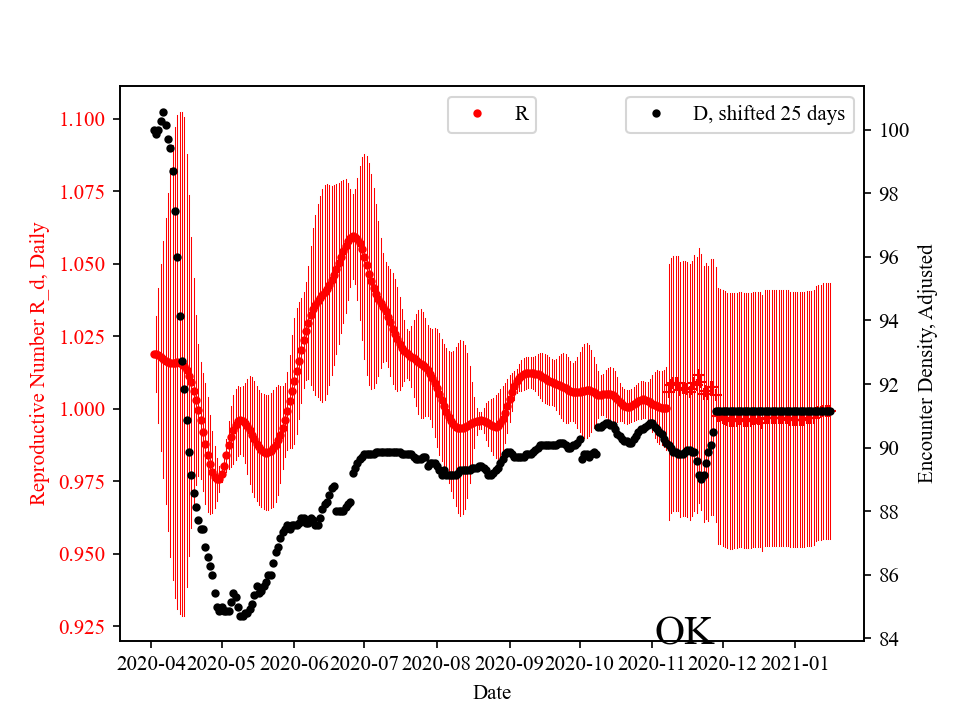 R
D, shifted 25 days
Reproductive Number R_d, Daily
1.100
1.075
1.050
1.025
1.000
0.975
0.950
0.925
100
98
96
94
92
90
88
86
84
Encounter Density, Adjusted
OK
2020-04 2020-05 2020-06 2020-07 2020-08 2020-09 2020-10 2020-11 2020-12 2021-01
Date